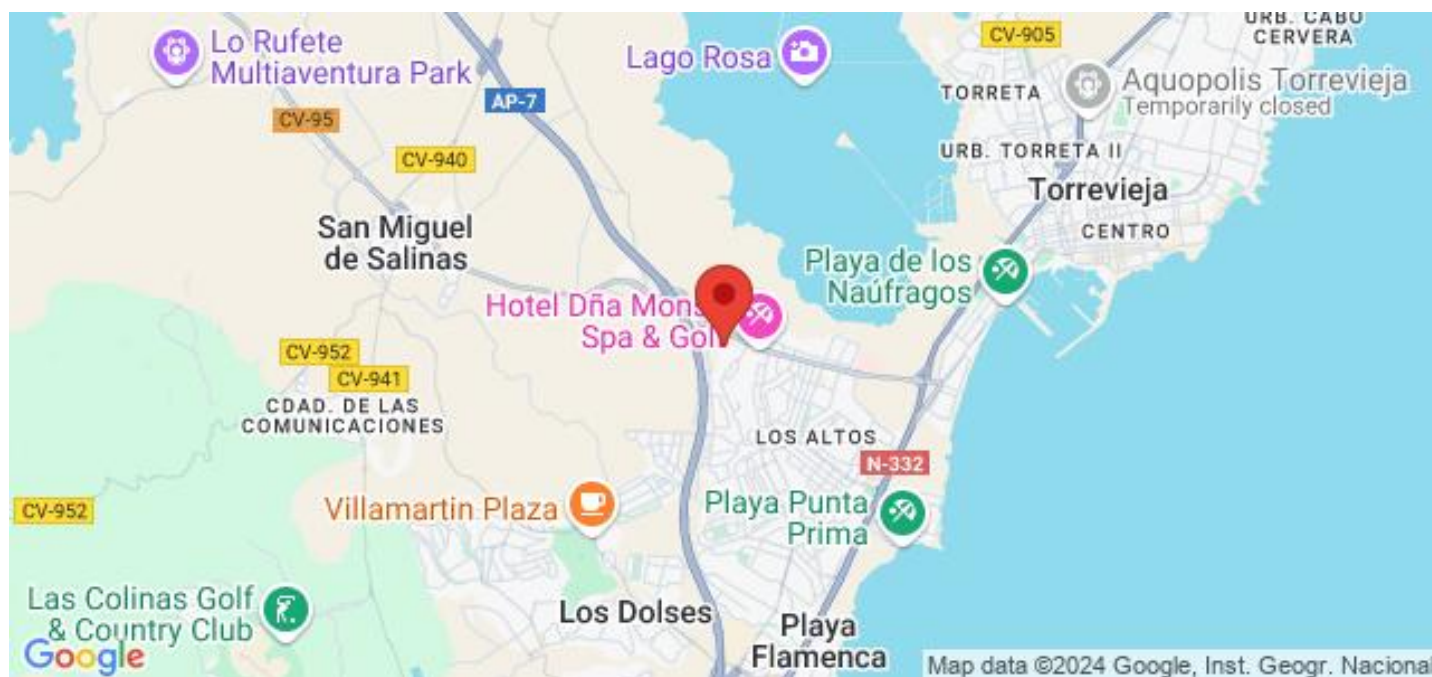 URB. CABO
CERVERA
CV-905
Lo Rufete
Multiaventura Park
Lago Rosa
Aquopolis Torrevieja
Temporarily closed
TORRETA
AP-7
CV-95
CV-940
URB. TORRETA II
Torrevieja
CENTRO
San Miguel
de Salinas
Playa de los
Naúfragos
Hotel Dña Mons
Spa & Gol
CV-952
CV-941
CDAD. DE LAS
COMUNICACIONES
LOS ALTOS
N-332
CV-952
Villamartin Plaza
Playa Punta
Prima
Las Colinas Golf
& Country Club
Los Dolses
Playa
Flamenca
Google
Map data ©2024 Google, Inst. Geogr. Nacional